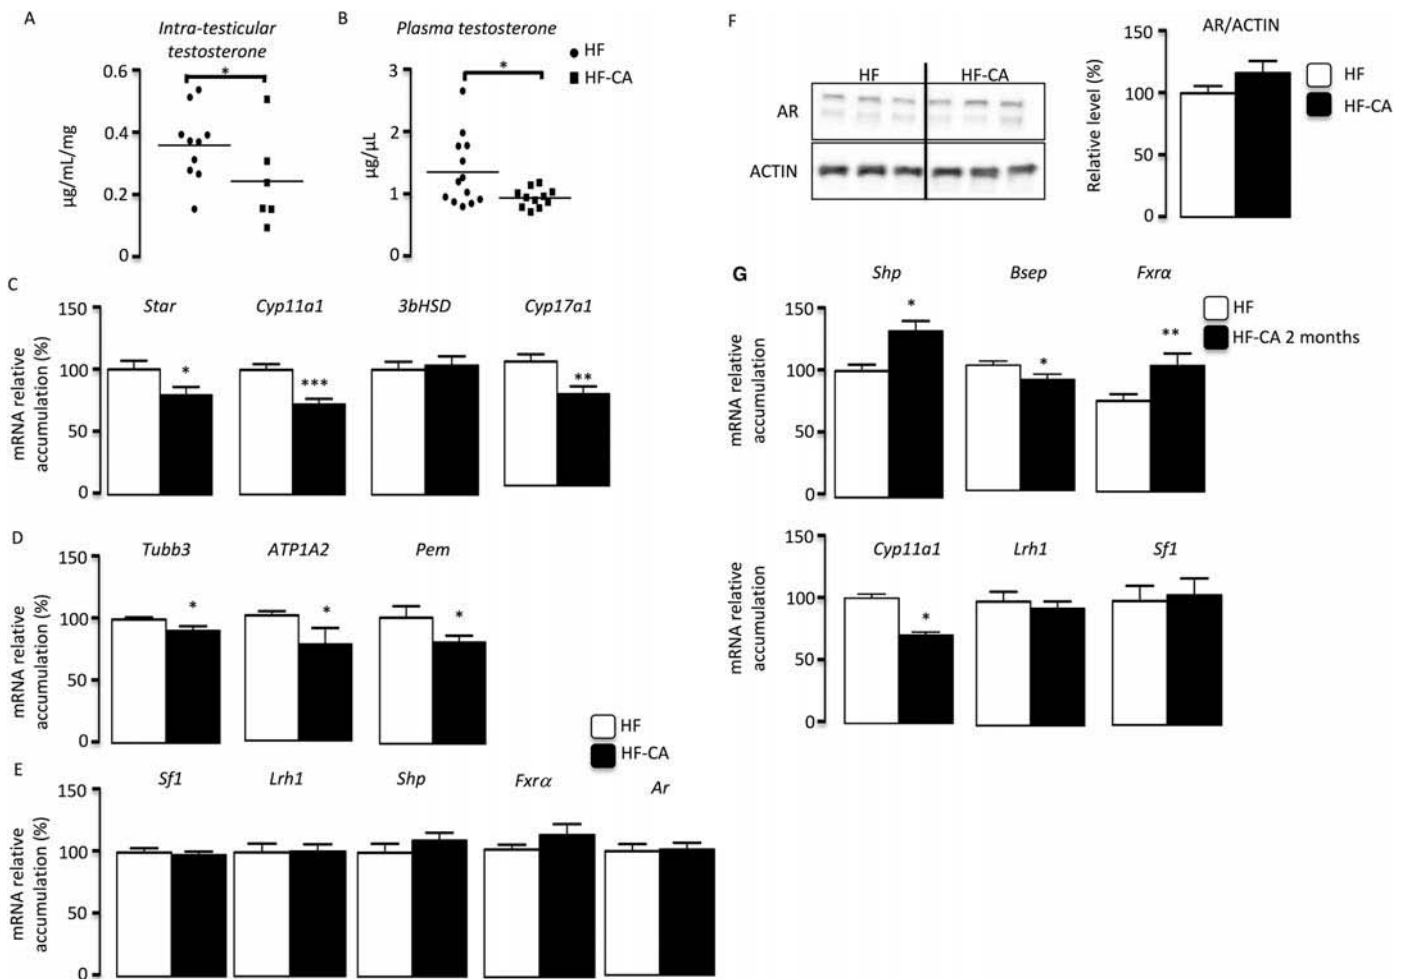 A
Intra-testicular
testosterone
*
0.6
0.4
0.2
0
µg/mL/mg
B
Plasma testosterone
*
HF
HF-CA
3
2
1
0
µg/µL
C
150
100
50
0
mRNA relative
accumulation (%)
Star
*
Cyp11a1
***
3bHSD
Cyp17a1
**
D
150
100
50
0
mRNA relative
accumulation (%)
Tubb3
*
ATP1A2
*
Pem
*
HF
HF-CA
E
150
100
50
0
mRNA relative
accumulation (%)
Sf1
Lrh1
Shp
Fxrα
Ar
F
HF
HF-CA
AR
ACTIN
AR/ACTIN
150
100
50
0
Relative level (%)
HF
HF-CA
G
Shp
*
Bsep
*
Fxrα
**
150
100
50
0
mRNA relative
accumulation
HF
HF-CA 2 months
150
100
50
0
mRNA relative
accumulation
Cyp11a1
*
Lrh1
Sf1